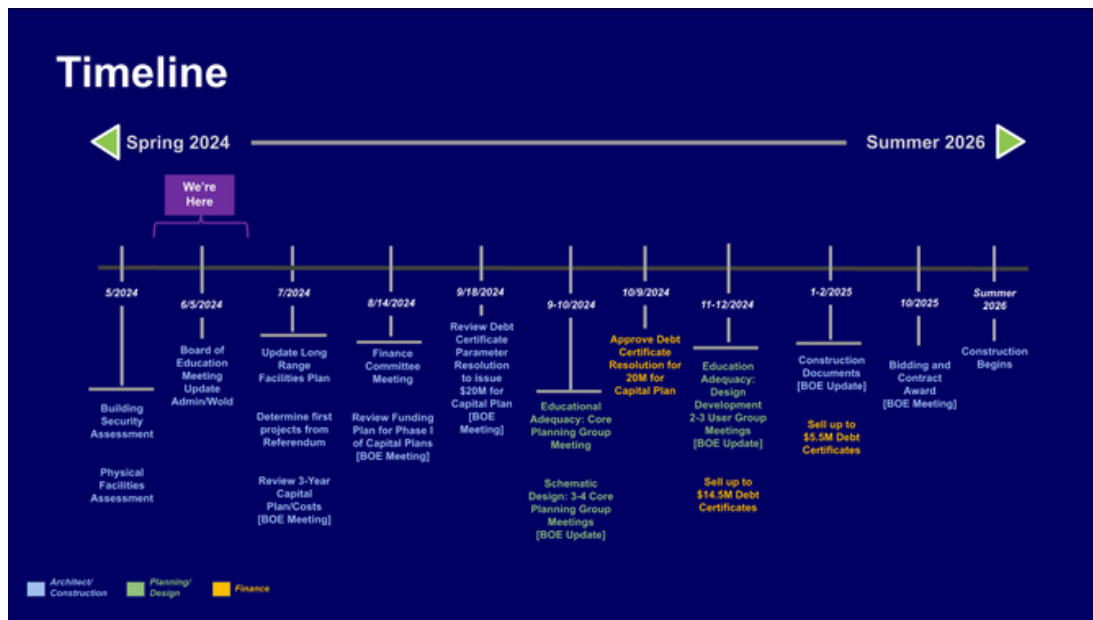 Timeline
Spring 2024
Summer 2026
We're
Here
5/2024
Building
Security
Assessment
Physical
Facilities
Assessment
6/5/2024
Board of
Education
Meeting
Update
Admin/Wold
7/2024
Update Long
Range
Facilities Plan
Determine first
projects from
Referendum
Review 3-Year
Capital
Plan/Costs
[BOE Meeting]
8/14/2024
Finance
Committee
Meeting
Review Funding
Plan for Phase I
of Capital Plans
[BOE Meeting]
9/18/2024
Review Debt
Certificate
Parameter
Resolution
to issue
$20M for
Capital Plan
[BOE
Meeting]
9-10/2024
Educational
Adequacy: Core
Planning Group
Meeting
Schematic
Design: 3-4 Core
Planning Group
Meetings
[BOE Update]
10/9/2024
Approve Debt
Certificate
Resolution for
20M for
Capital Plan
11-12/2024
Education
Adequacy:
Design
Development
2-3 User Group
Meetings
[BOE Update]
Sell up to
$14.5M Debt
Certificates
1-2/2025
Construction
Documents
[BOE Update]
Sell up to
$5.5M Debt
Certificates
10/2025
Bidding and
Contract
Award
[BOE Meeting]
Summer
2026
Construction
Begins
Architect/
Construction
Planning/
Design
Finance